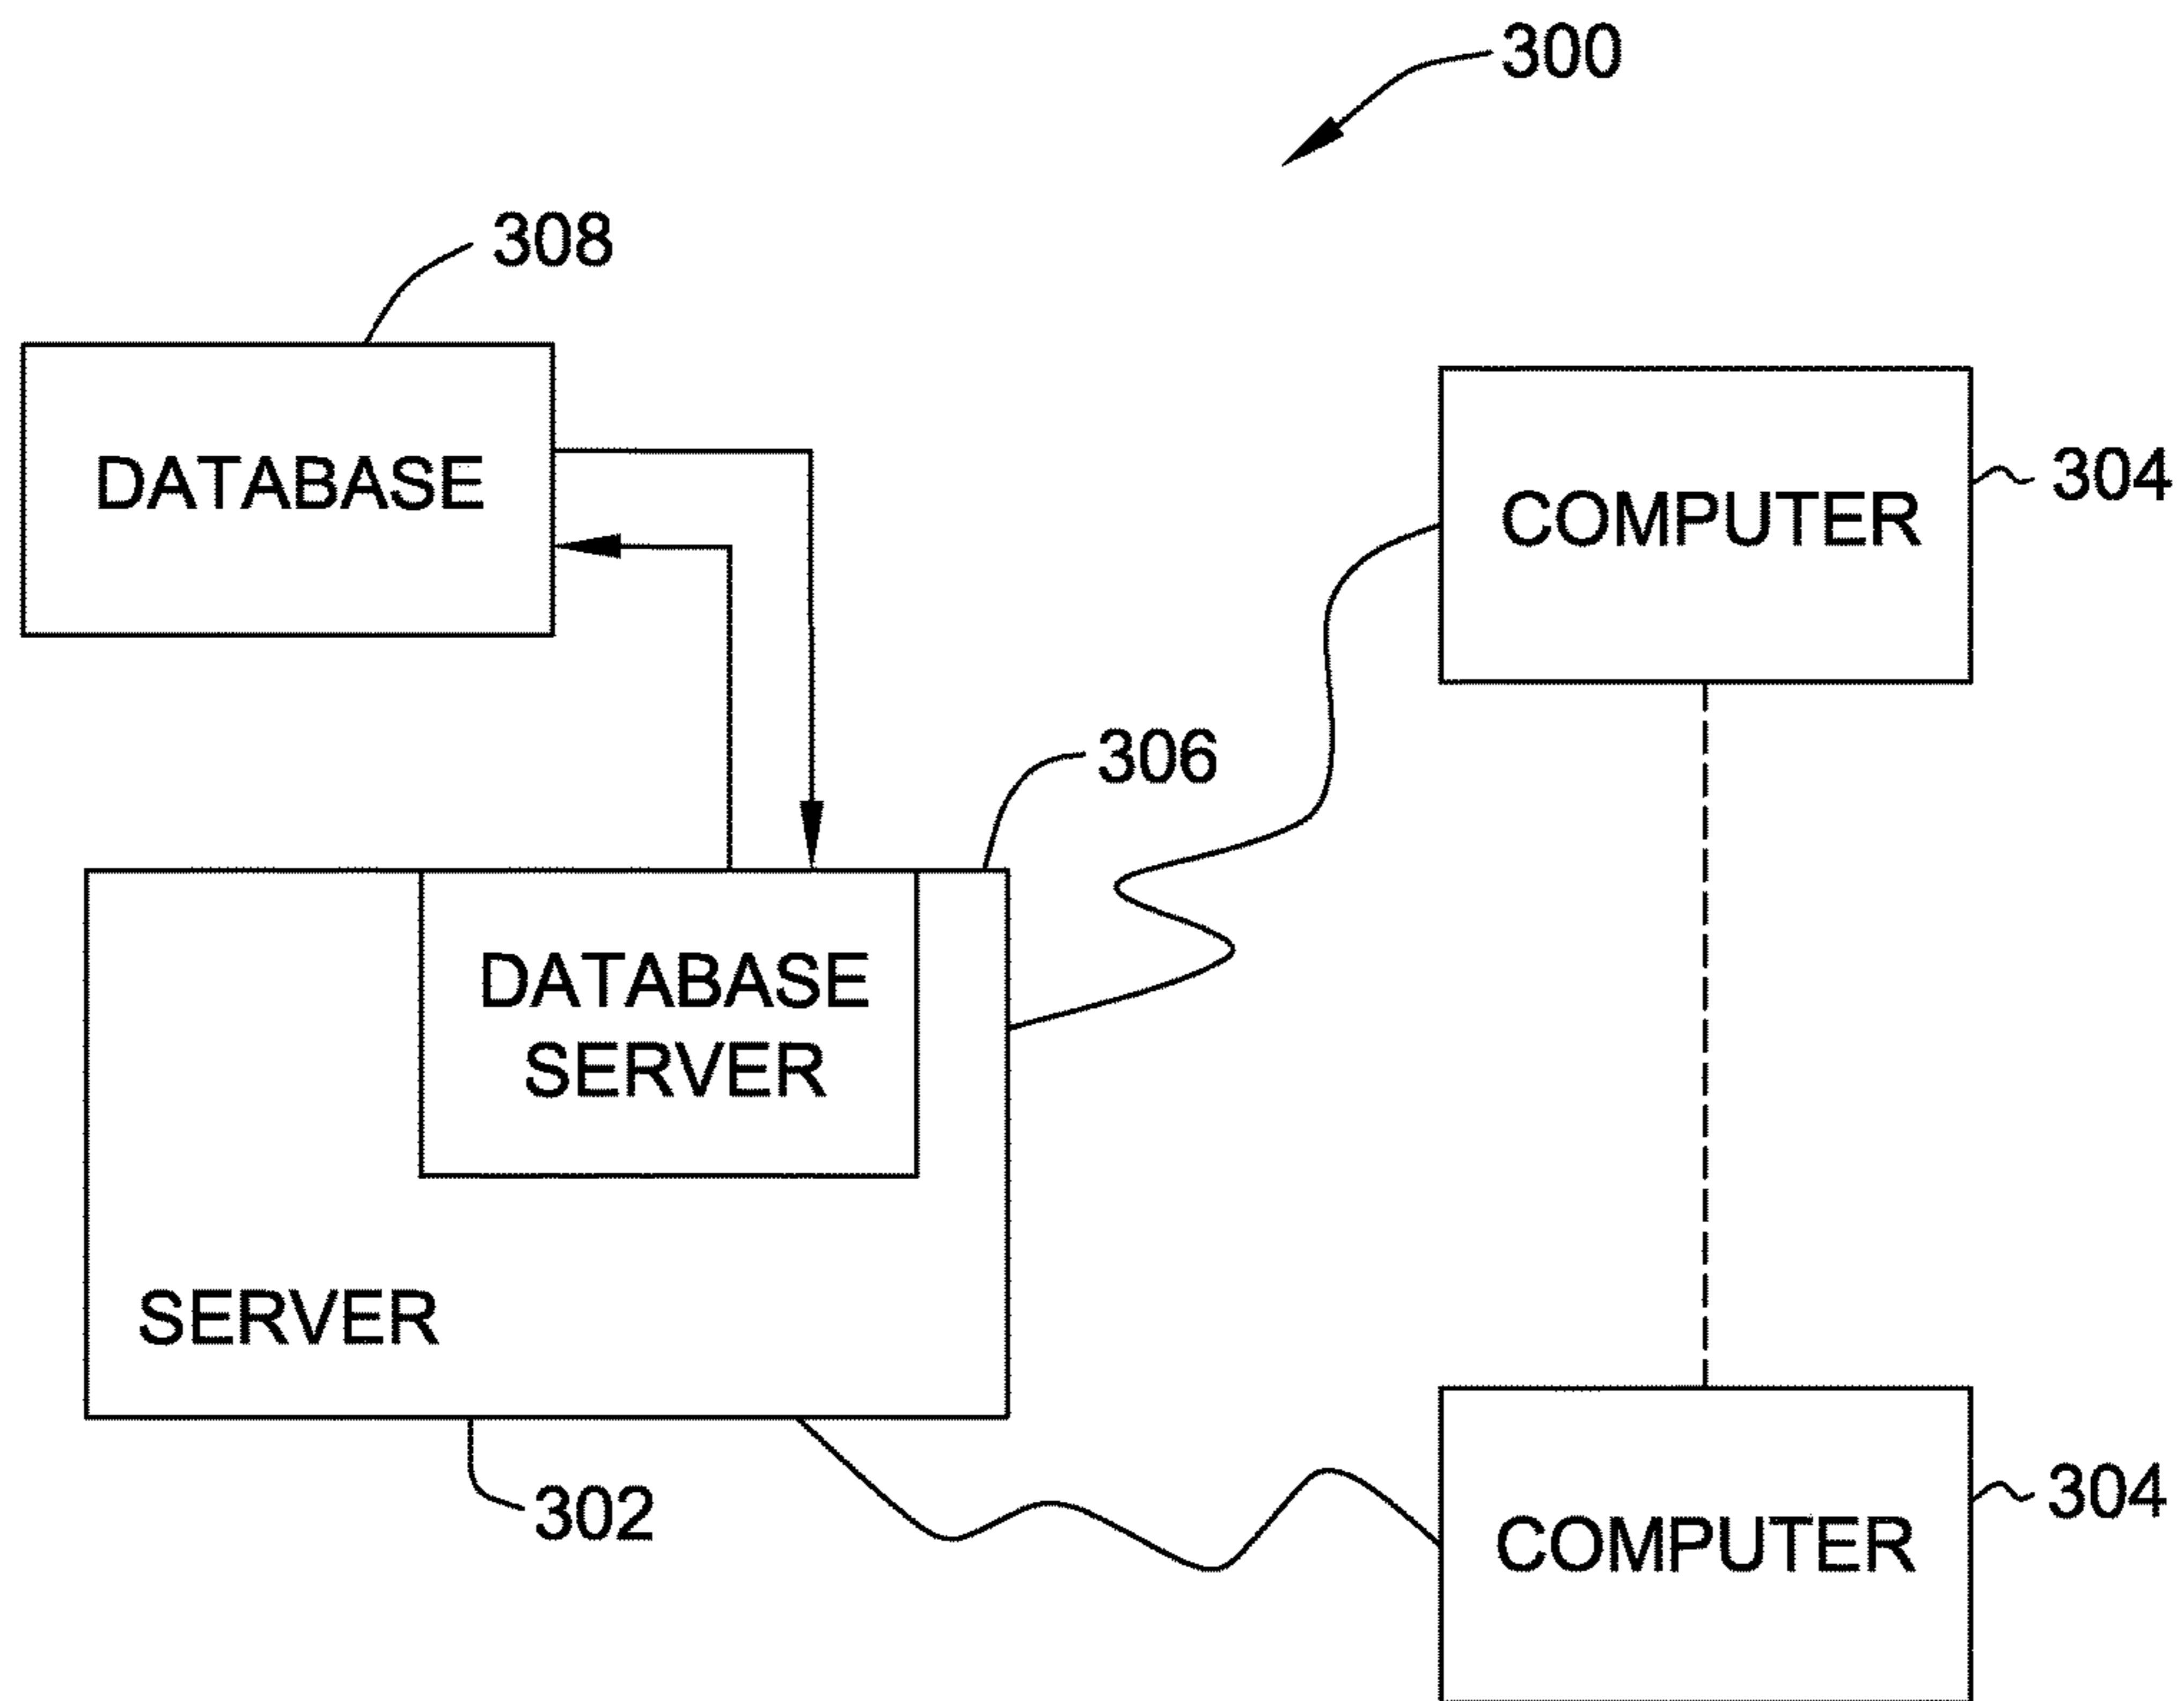 300
308
DATABASE
COMPUTER
304
306
DATABASE
SERVER
SERVER
302
COMPUTER
304